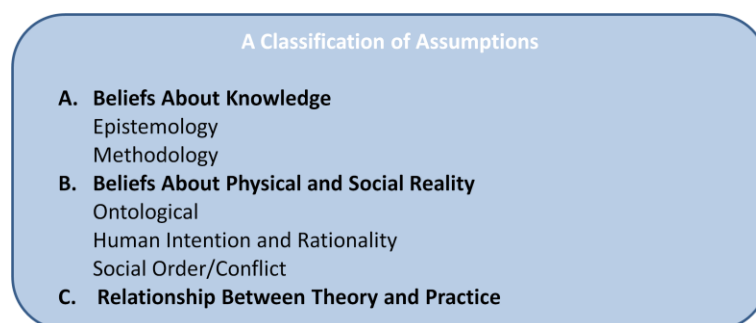 A Classification of Assumptions
A. Beliefs About Knowledge
Epistemology
Methodology
B. Beliefs About Physical and Social Reality
Ontological
Human Intention and Rationality
Social Order/Conflict
C. Relationship Between Theory and Practice